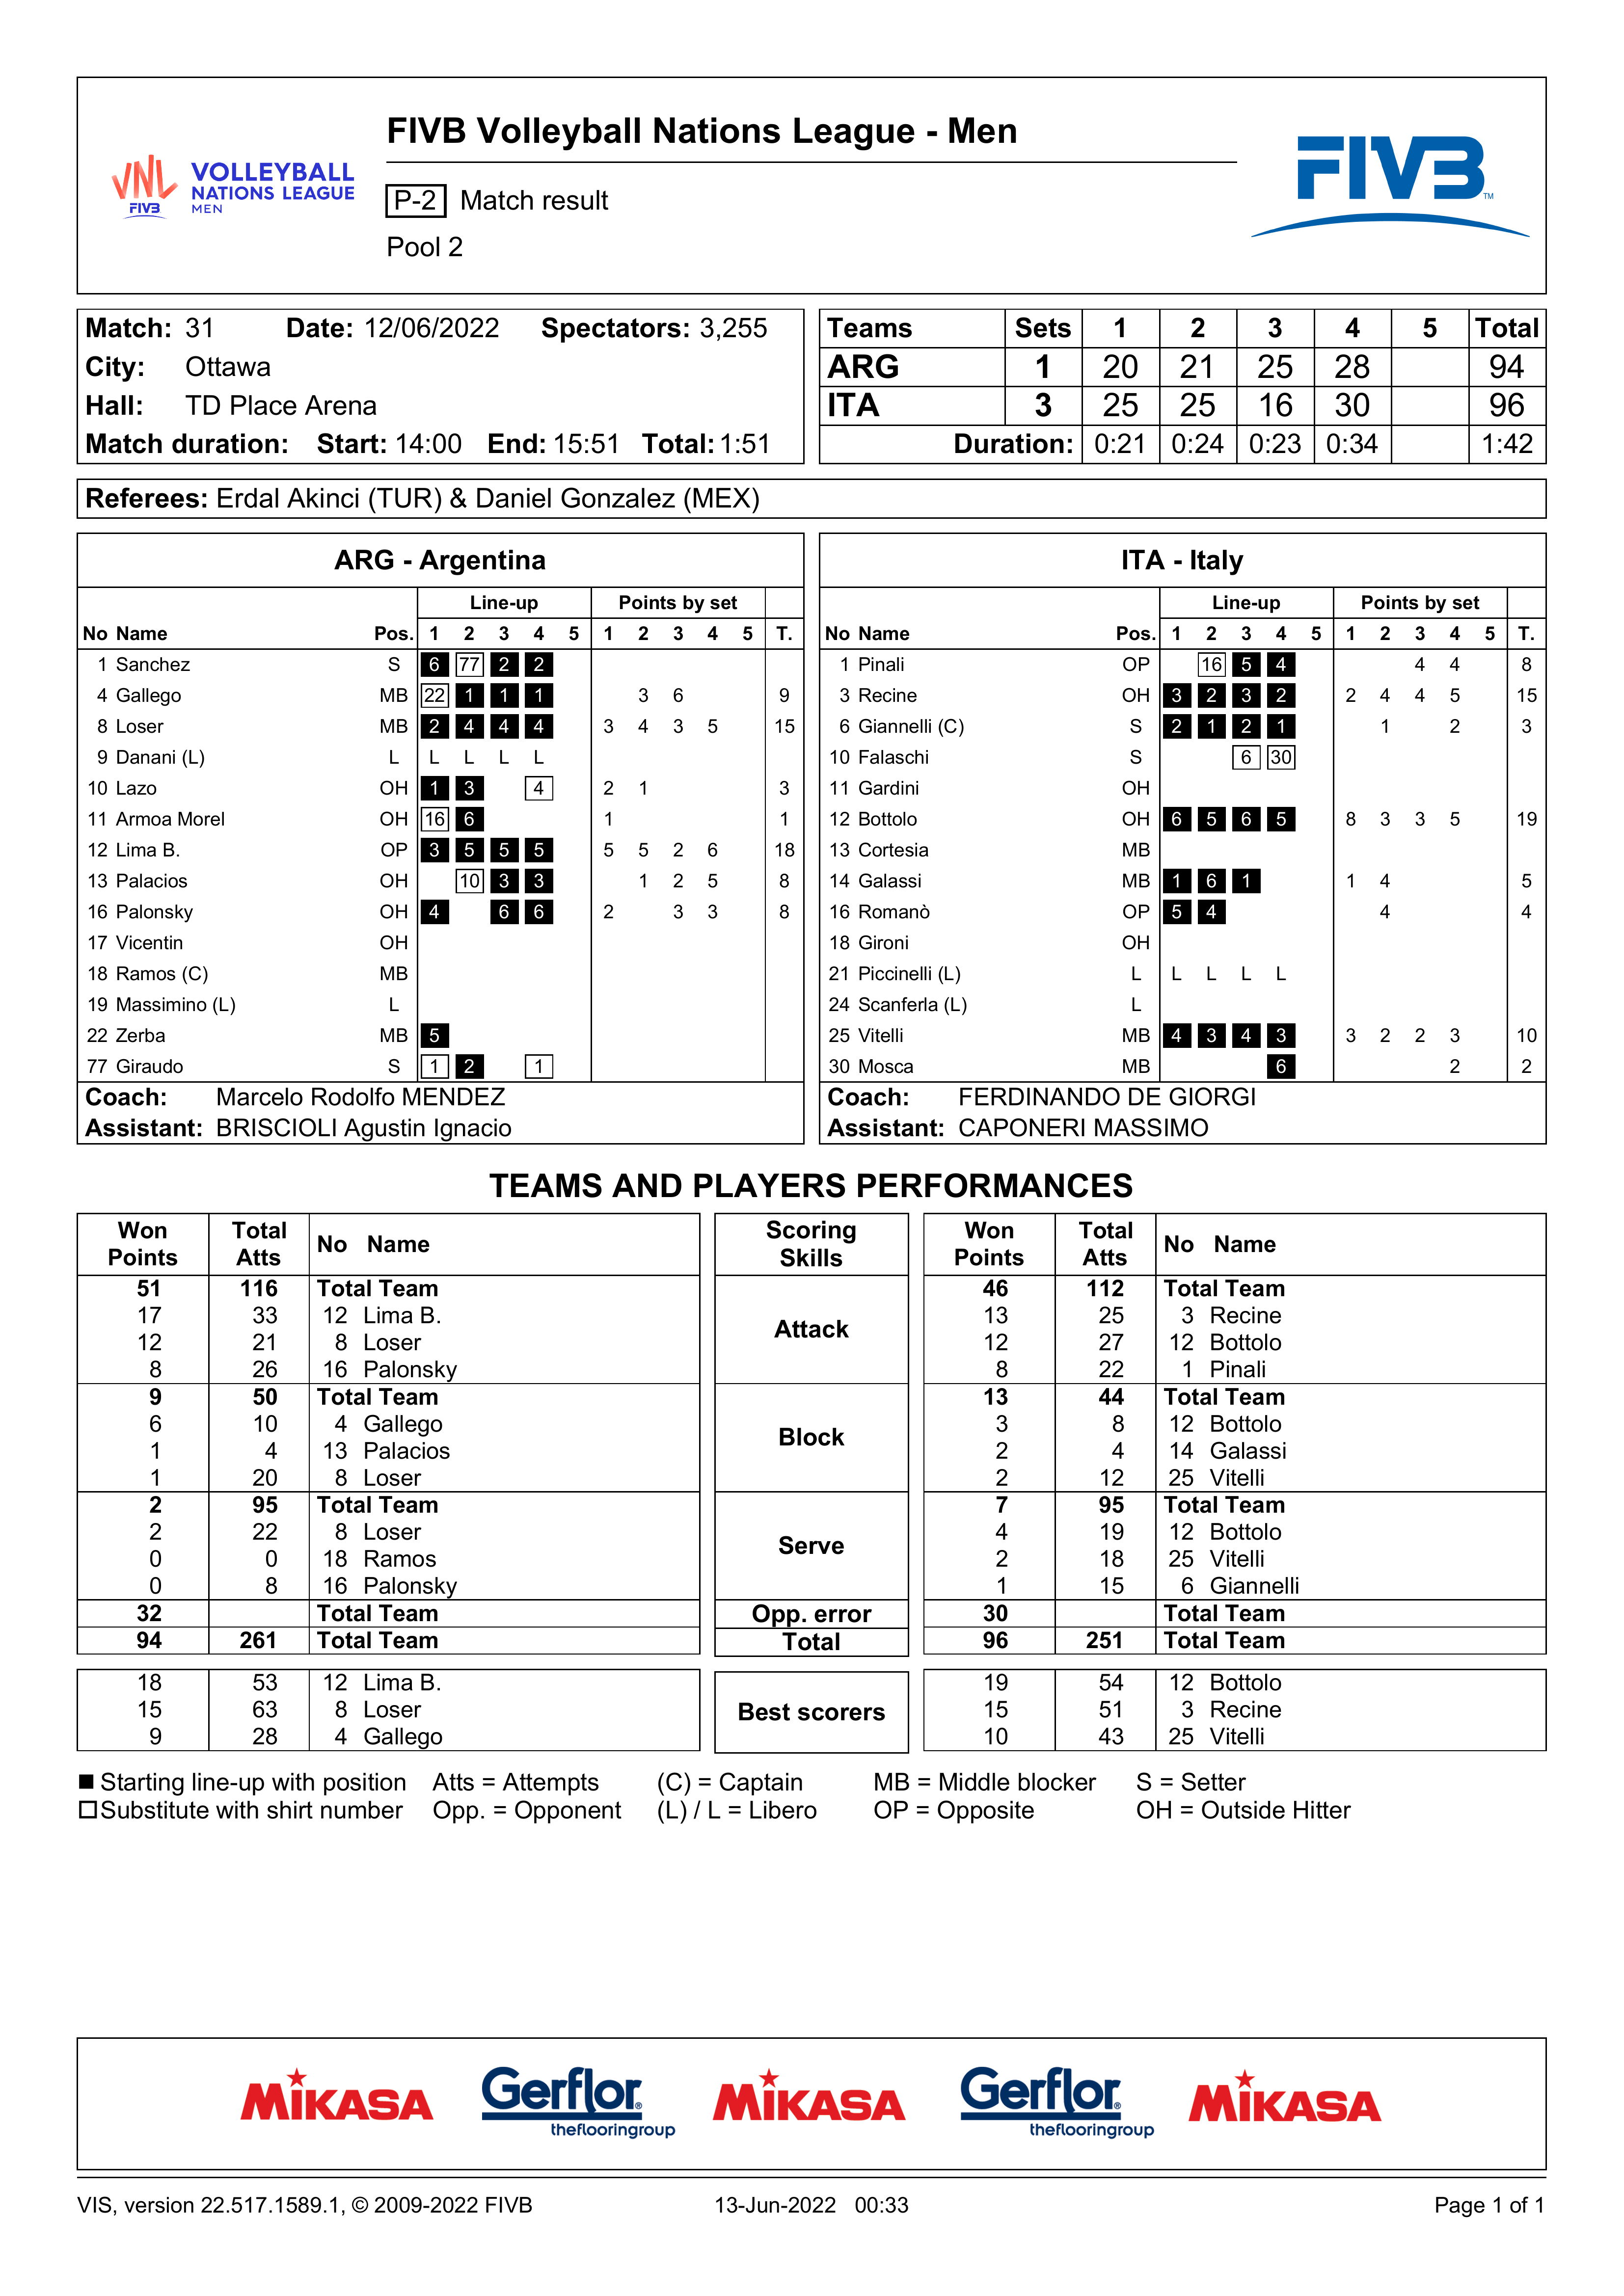 FIVB Volleyball Nations League - Men
VNL FIVB
VOLLEYBALL
NATIONS LEAGUE
MEN
P-2 Match result
Pool 2
FIVB TM
Match: 31 Date: 12/06/2022 Spectators: 3,255
City: Ottawa
Hall: TD Place Arena
Match duration: Start: 14:00 End: 15:51 Total: 1:51
Teams Sets 1 2 3 4 5 Total
ARG 1 20 21 25 28 94
ITA 3 25 25 16 30 96
Duration: 0:21 0:24 0:23 0:34 1:42
Referees: Erdal Akinci (TUR) & Daniel Gonzalez (MEX)
ARG - Argentina
Line-up Points by set
No Name Pos. 1 2 3 4 5 1 2 3 4 5 T.
1 Sanchez S 6 77 2 2
4 Gallego MB 22 1 1 1 3 6 9
8 Loser MB 2 4 4 4 3 4 3 5 15
9 Danani (L) L L L L L
10 Lazo OH 1 3 4 2 1 3
11 Armoa Morel OH 16 6 1 1
12 Lima B. OP 3 5 5 5 5 5 2 6 18
13 Palacios OH 10 3 3 1 2 5 8
16 Palonsky OH 4 6 6 2 3 3 8
17 Vicentin OH
18 Ramos (C) MB
19 Massimino (L) L
22 Zerba MB 5
77 Giraudo S 1 2 1
Coach: Marcelo Rodolfo MENDEZ
Assistant: BRISCIOLI Agustin Ignacio
ITA - Italy
Line-up Points by set
No Name Pos. 1 2 3 4 5 1 2 3 4 5 T.
1 Pinali OP 16 5 4 4 4 8
3 Recine OH 3 2 3 2 2 4 4 5 15
6 Giannelli (C) S 2 1 2 1 1 2 3
10 Falaschi S 6 30
11 Gardini OH
12 Bottolo OH 6 5 6 5 8 3 3 5 19
13 Cortesia MB
14 Galassi MB 1 6 1 1 4 5
16 Romanò OP 5 4 4 4
18 Gironi OH
21 Piccinelli (L) L L L L L
24 Scanferla (L) L
25 Vitelli MB 4 3 4 3 3 2 2 3 10
30 Mosca MB 6 2 2
Coach: FERDINANDO DE GIORGI
Assistant: CAPONERI MASSIMO
TEAMS AND PLAYERS PERFORMANCES
Won Points Total Atts No Name Scoring Skills Won Points Total Atts No Name
51 116 Total Team Attack 46 112 Total Team
17 33 12 Lima B. 13 25 3 Recine
12 21 8 Loser 12 27 12 Bottolo
8 26 16 Palonsky 8 22 1 Pinali
9 50 Total Team Block 13 44 Total Team
6 10 4 Gallego 3 8 12 Bottolo
1 4 13 Palacios 2 4 14 Galassi
1 20 8 Loser 2 12 25 Vitelli
2 95 Total Team Serve 7 95 Total Team
2 22 8 Loser 4 19 12 Bottolo
0 0 18 Ramos 2 18 25 Vitelli
0 8 16 Palonsky 1 15 6 Giannelli
32 Total Team Opp. error 30 Total Team
94 261 Total Team Total 96 251 Total Team
18 53 12 Lima B. Best scorers 19 54 12 Bottolo
15 63 8 Loser 15 51 3 Recine
9 28 4 Gallego 10 43 25 Vitelli
Starting line-up with position Atts = Attempts (C) = Captain MB = Middle blocker S = Setter
Substitute with shirt number Opp. = Opponent (L) / L = Libero OP = Opposite OH = Outside Hitter
MIKASA Gerflor® theflooringgroup MIKASA Gerflor® theflooringgroup MIKASA
VIS, version 22.517.1589.1, © 2009-2022 FIVB 13-Jun-2022 00:33 Page 1 of 1